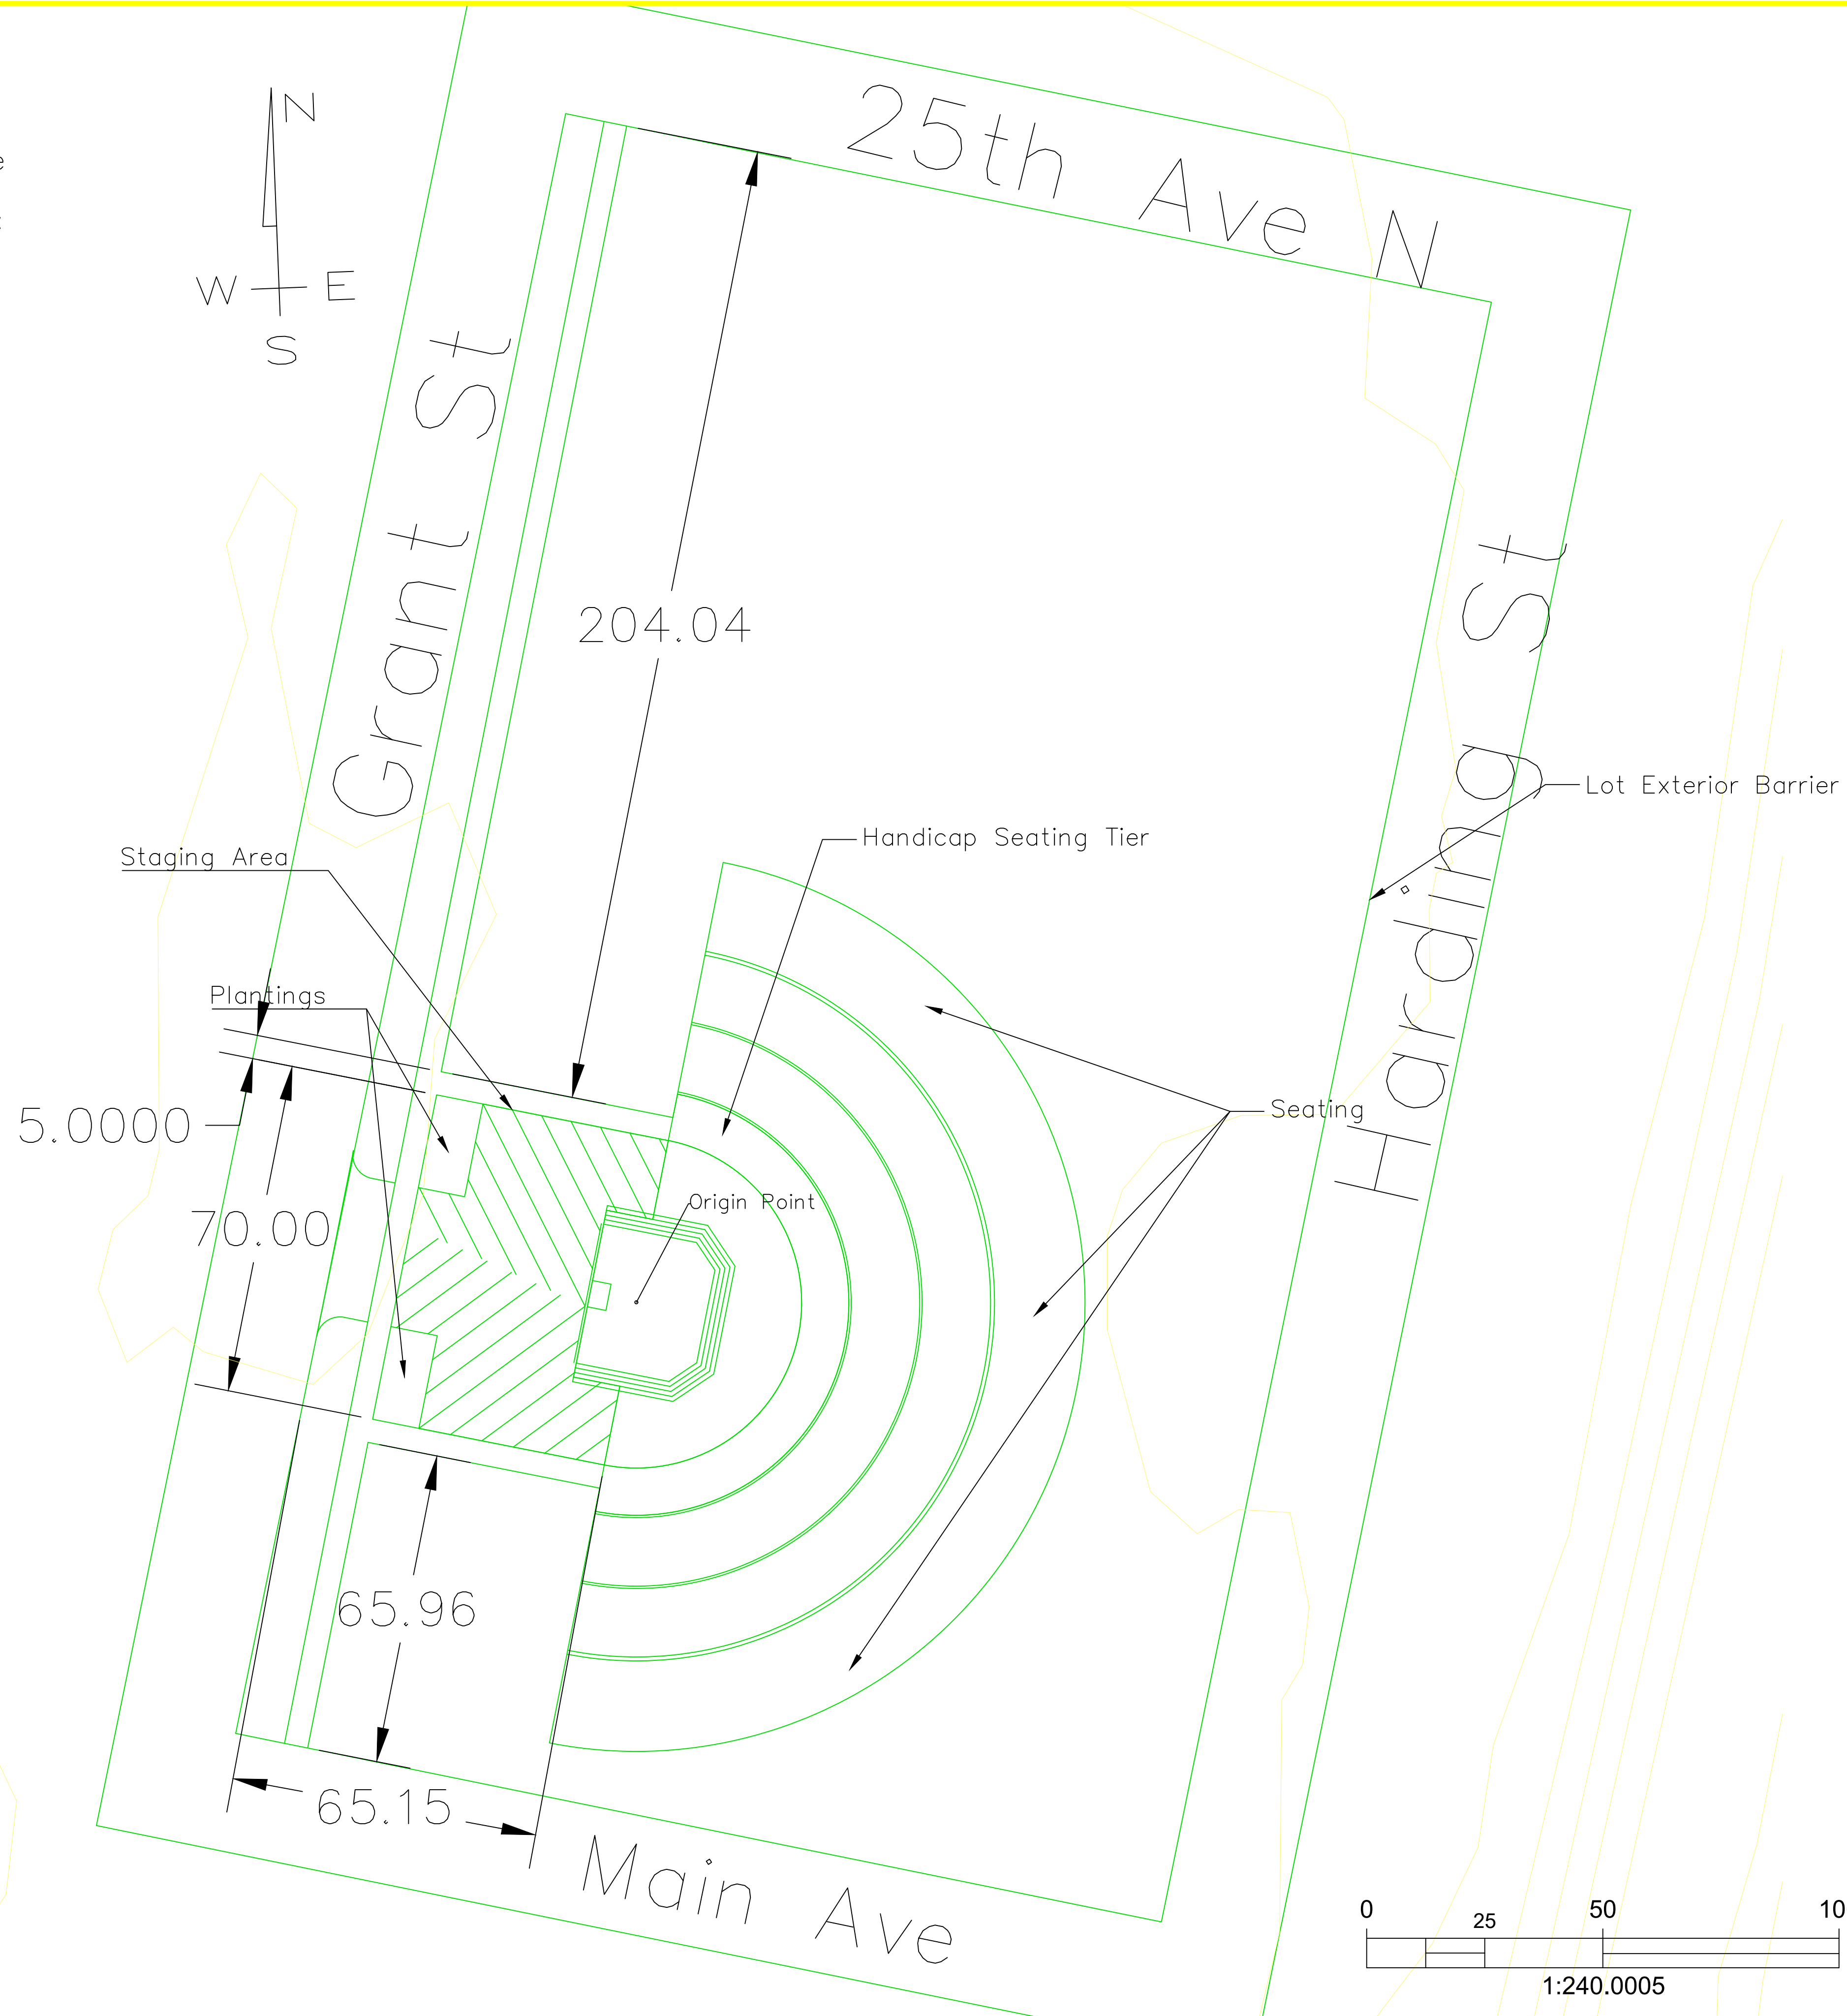 25th Ave N
N
W E
S
Grant St
204.04
Harding St
Lot Exterior Barrier
Handicap Seating Tier
Staging Area
Plantings
Seating
5.0000
Origin Point
70.00
65.96
65.15
Main Ave
0 25 50
1:240.0005